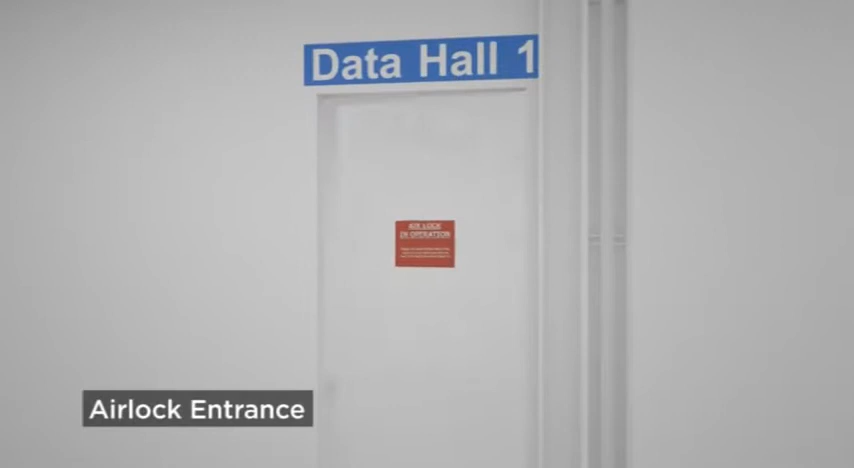 Data Hall 1
AIR LOCK
IN OPERATION
Airlock Entrance